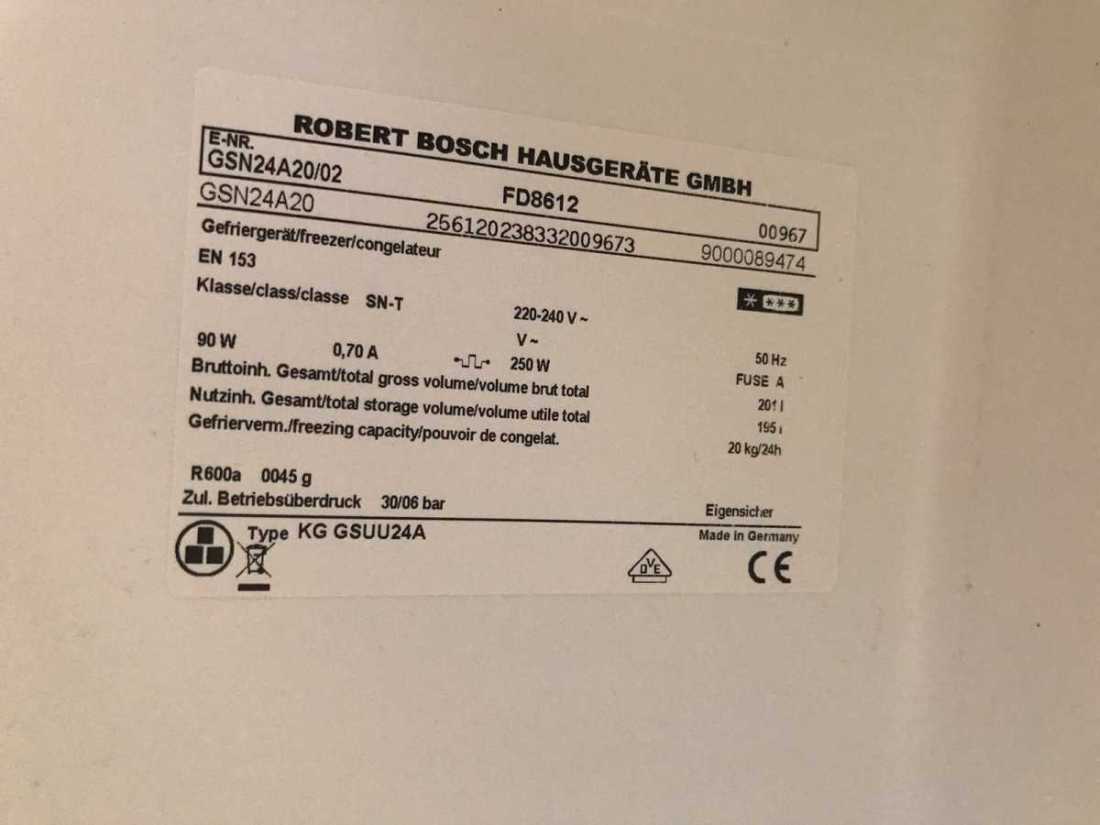 ROBERT BOSCH HAUSGERÄTE GMBH
E-NR.
GSN24A20/02 FD8612 00967
GSN24A20 256120238332009673 9000089474
Gefriergerät/freezer/congelateur
EN 153
Klasse/class/classe SN-T 220-240 V ~
V ~
90 W 0,70 A 250 W 50 Hz
FUSE A
Bruttoinh. Gesamt/total gross volume/volume brut total 201 l
Nutzinh. Gesamt/total storage volume/volume utile total 195 l
Gefrierverm./freezing capacity/pouvoir de congelat. 20 kg/24h
R600a 0045 g
Zul. Betriebsüberdruck 30/06 bar Eigensicher
Type KG GSUU24A Made in Germany
DVE CE